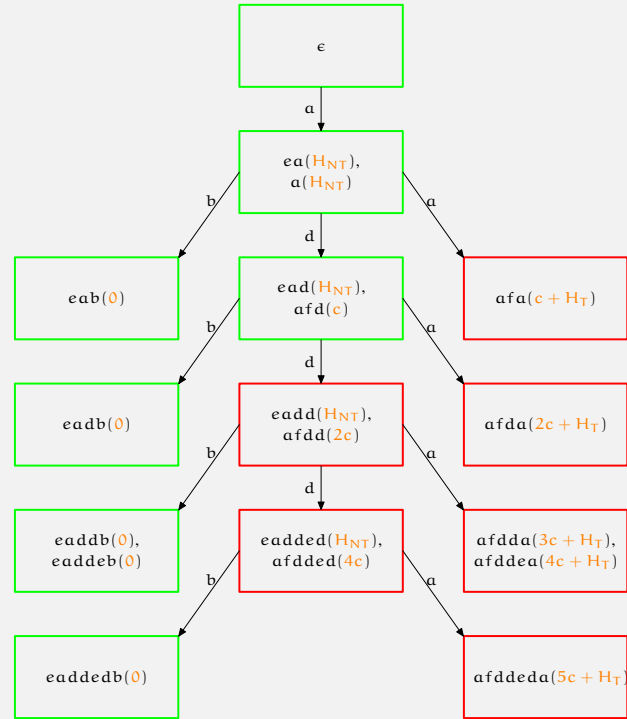 ϵ
a
ea(H_NT),
a(H_NT)
b
d
a
eab(0)
ead(H_NT),
afd(c)
afa(c + H_T)
b
d
a
eadb(0)
eadd(H_NT),
afdd(2c)
afda(2c + H_T)
b
d
a
eaddb(0),
eaddeb(0)
eadded(H_NT),
afdded(4c)
afdda(3c + H_T),
afddea(4c + H_T)
b
a
eaddedb(0)
afddeda(5c + H_T)